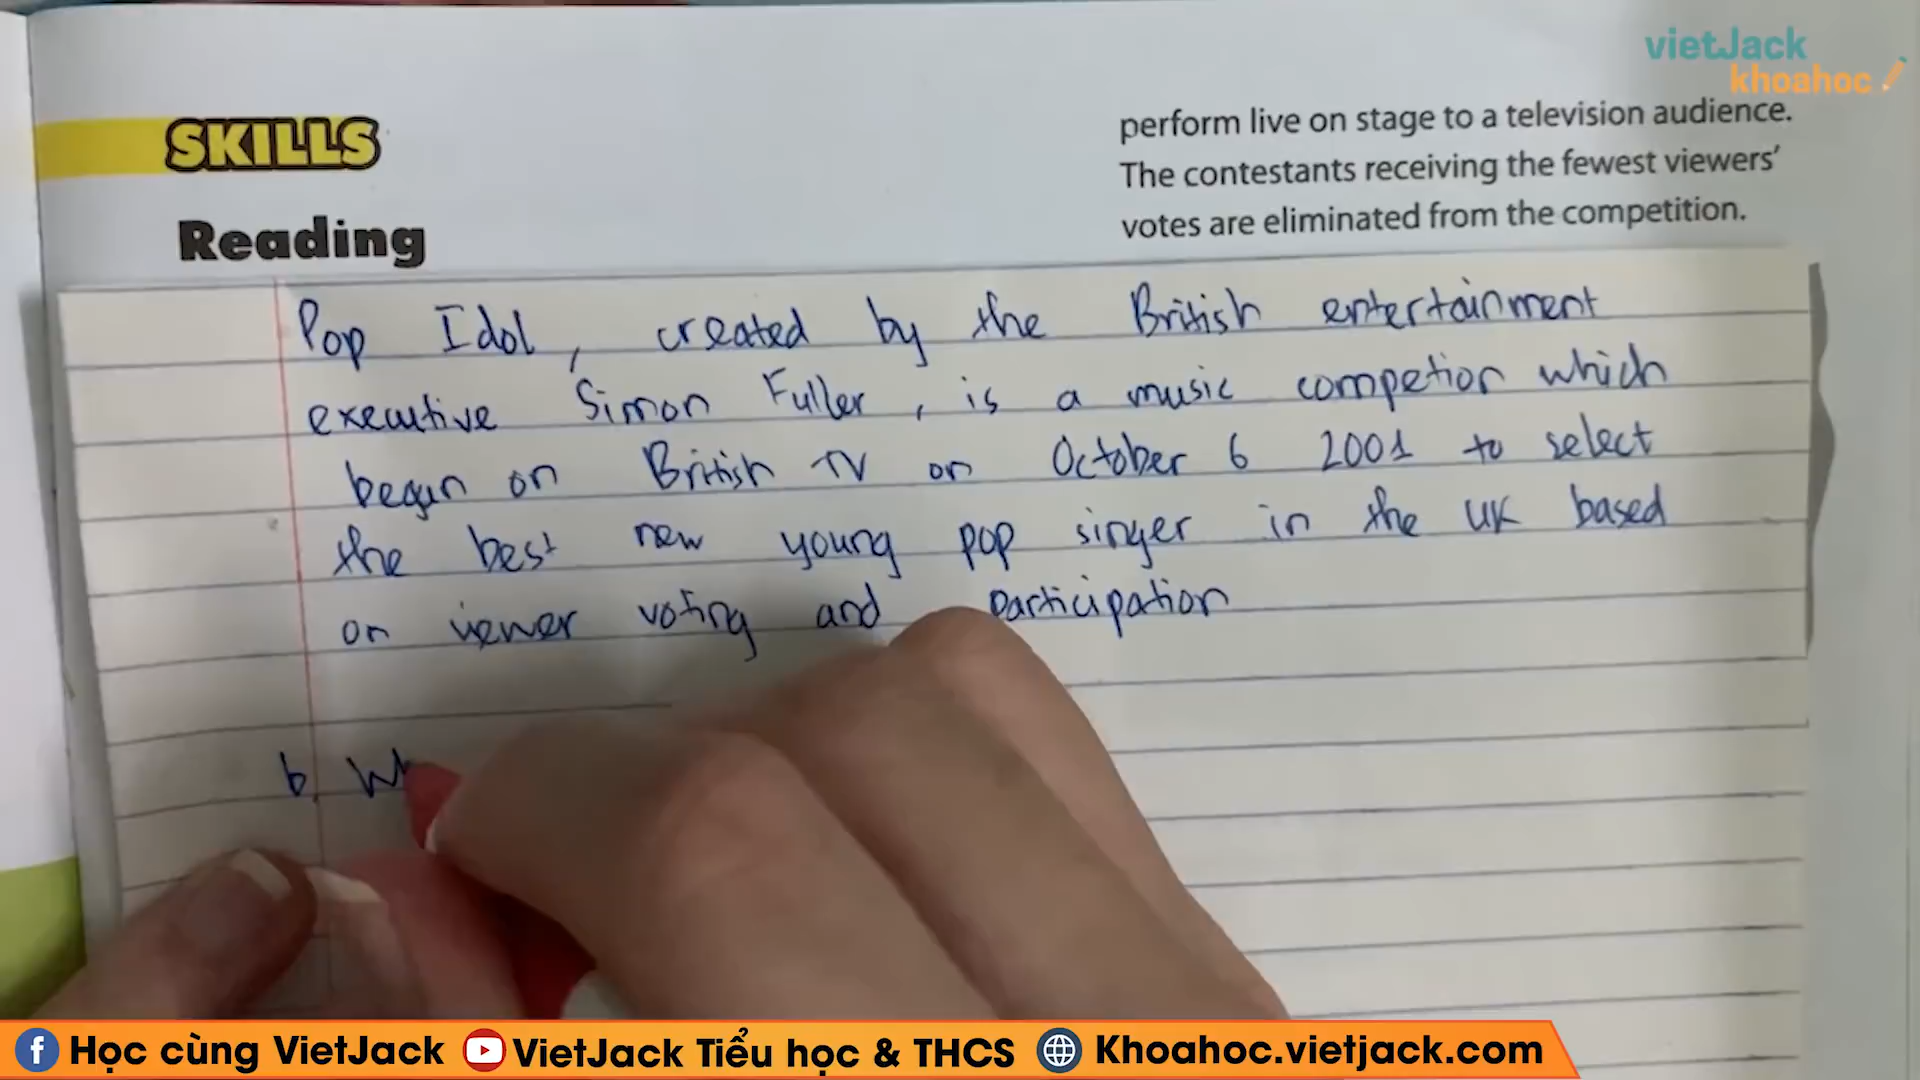 vietJack
khoahoc
SKILLS
Reading
perform live on stage to a television audience.
The contestants receiving the fewest viewers'
votes are eliminated from the competition.
Pop Idol, created by the British entertainment
executive Simon Fuller, is a music competion which
began on British TV on October 6 2001 to select
the best new young pop singer in the UK based
on viewer voting and participation
b,
Học cùng VietJack VietJack Tiểu học & THCS Khoahoc.vietjack.com